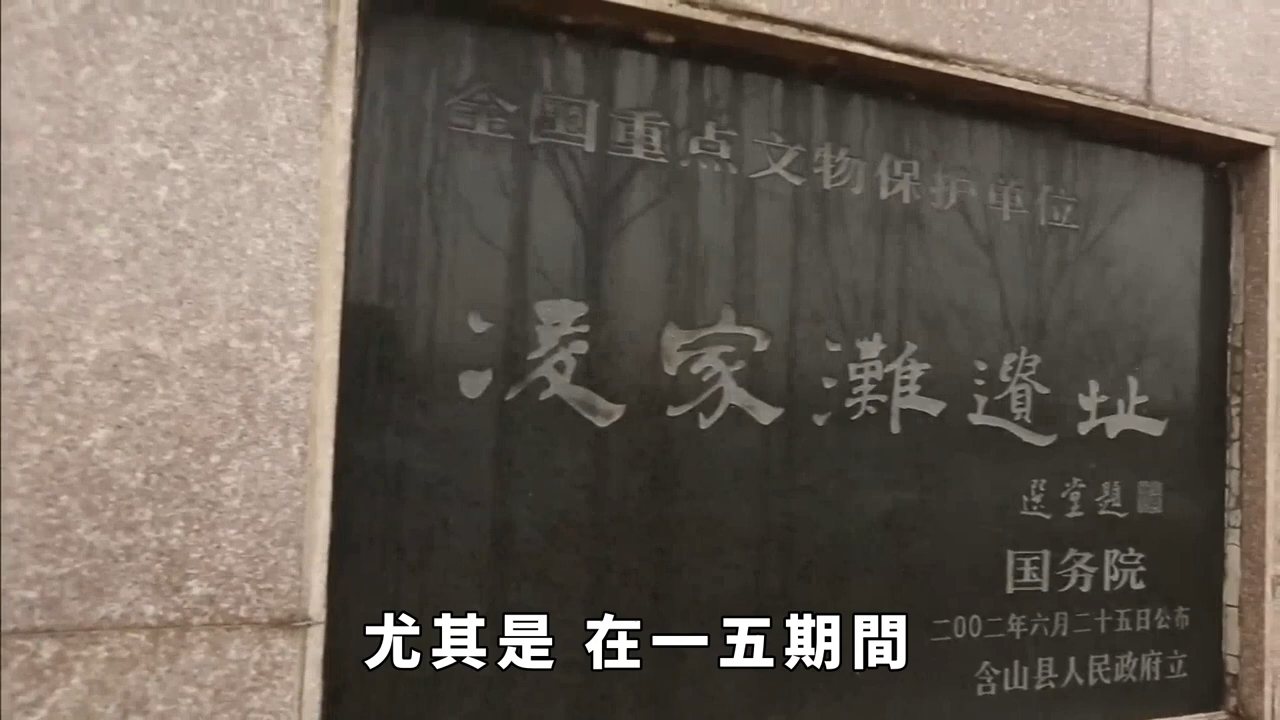 全国重点文物保护单位
凌家灘遺址
選堂題
国务院
二00二年六月二十五日公布
含山县人民政府立
尤其是 在一五期間